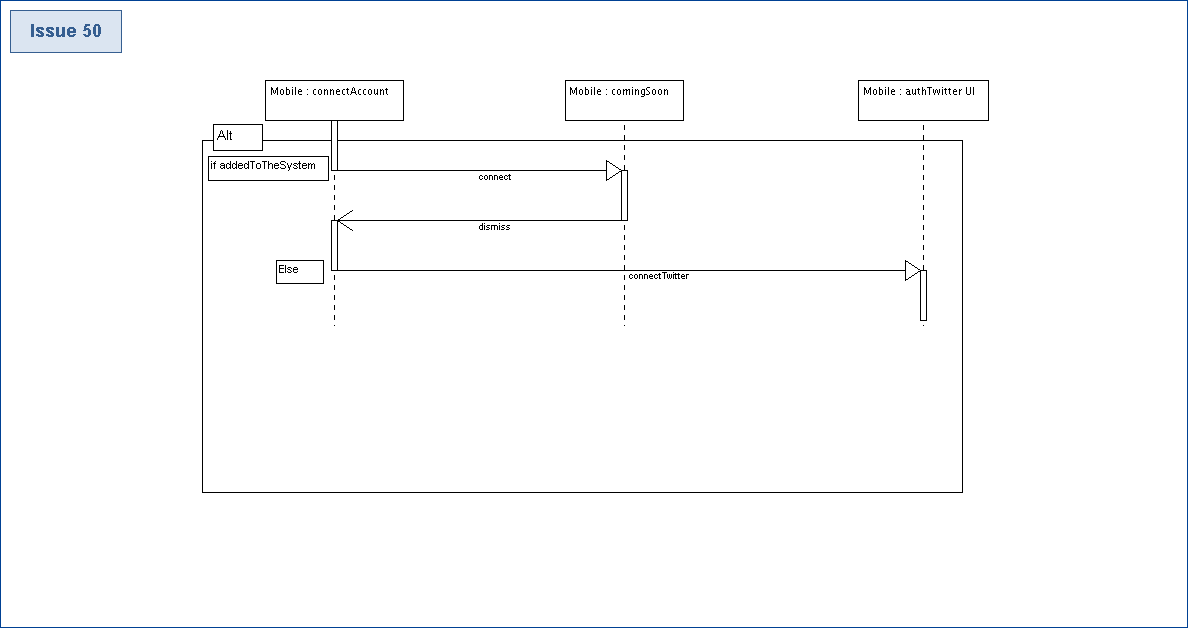 Issue 50
Mobile : connectAccount
Mobile : comingSoon
Mobile : authTwitter UI
Alt
if addedToTheSystem
connect
dismiss
Else
connectTwitter